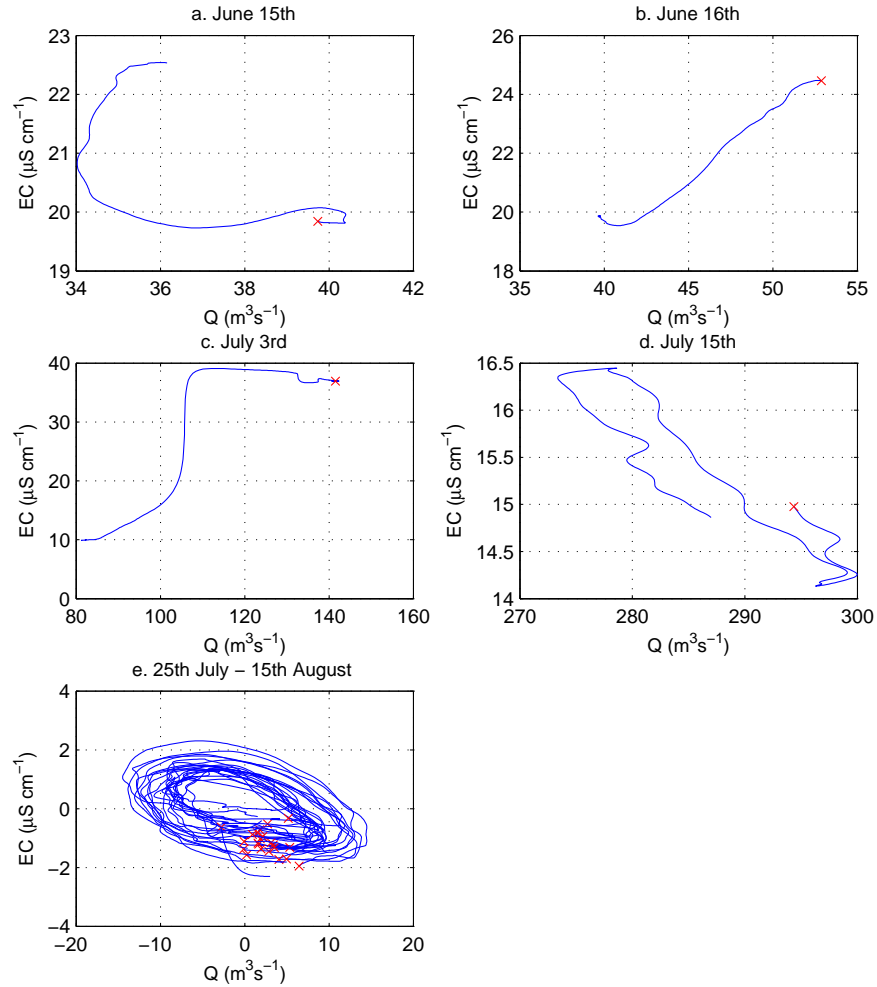 a. June 15th
EC (µS cm⁻¹)
23
22
21
20
19
34 36 38 40 42
Q (m³s⁻¹)
b. June 16th
EC (µS cm⁻¹)
26
24
22
20
18
35 40 45 50 55
Q (m³s⁻¹)
c. July 3rd
EC (µS cm⁻¹)
40
30
20
10
0
80 100 120 140 160
Q (m³s⁻¹)
d. July 15th
EC (µS cm⁻¹)
16.5
16
15.5
15
14.5
14
270 280 290 300
Q (m³s⁻¹)
e. 25th July − 15th August
EC (µS cm⁻¹)
4
2
0
−2
−4
−20 −10 0 10 20
Q (m³s⁻¹)